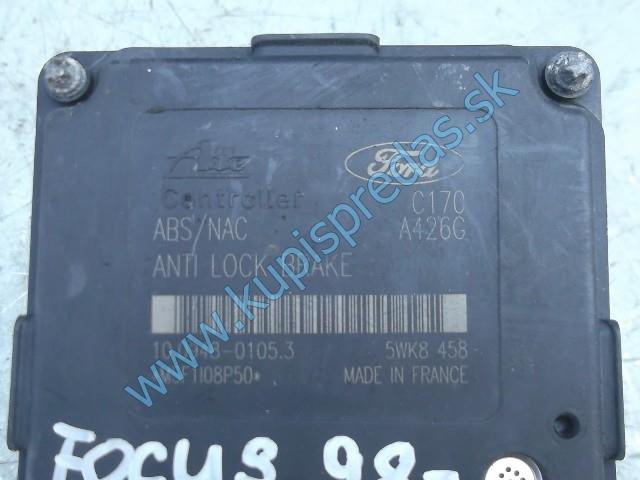 Ate
Ford
Controller C170
ABS/NAC A426G
ANTI LOCK BRAKE
5WK8 458
MADE IN FRANCE
FOCUS 98-
www.kupispredas.sk